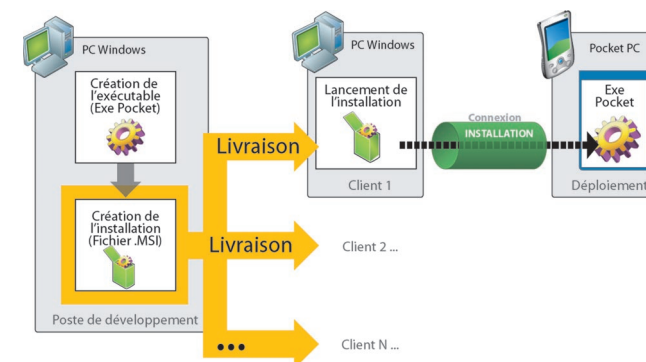 PC Windows
Création de
l'exécutable
(Exe Pocket)
Création de
l'installation
(Fichier .MSI)
Poste de développement
Livraison
Livraison
•••
PC Windows
Lancement de
l'installation
Client 1
Client 2 ...
Client N ...
Connexion
INSTALLATION
Pocket PC
Exe
Pocket
Déploiement